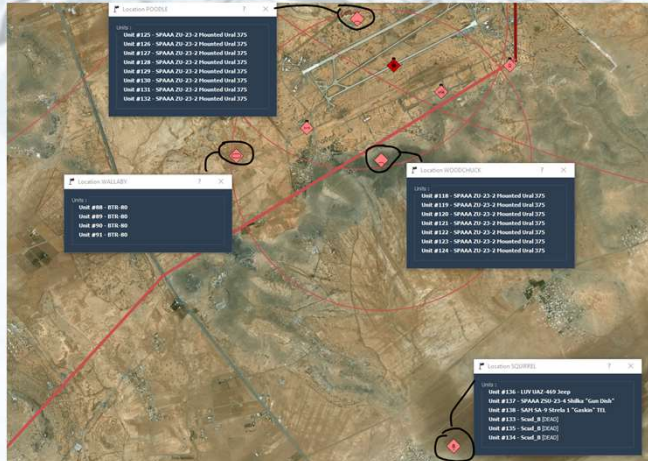 Location POODLE
?
Units :
Unit #125 - SPAAA ZU-23-2 Mounted Ural 375
Unit #126 - SPAAA ZU-23-2 Mounted Ural 375
Unit #127 - SPAAA ZU-23-2 Mounted Ural 375
Unit #128 - SPAAA ZU-23-2 Mounted Ural 375
Unit #129 - SPAAA ZU-23-2 Mounted Ural 375
Unit #130 - SPAAA ZU-23-2 Mounted Ural 375
Unit #131 - SPAAA ZU-23-2 Mounted Ural 375
Unit #132 - SPAAA ZU-23-2 Mounted Ural 375
Location WALLABY
?
Units :
Unit #88 - BTR-80
Unit #89 - BTR-80
Unit #90 - BTR-80
Unit #91 - BTR-80
Location WOODCHUCK
?
Units :
Unit #118 - SPAAA ZU-23-2 Mounted Ural 375
Unit #119 - SPAAA ZU-23-2 Mounted Ural 375
Unit #120 - SPAAA ZU-23-2 Mounted Ural 375
Unit #121 - SPAAA ZU-23-2 Mounted Ural 375
Unit #122 - SPAAA ZU-23-2 Mounted Ural 375
Unit #123 - SPAAA ZU-23-2 Mounted Ural 375
Unit #124 - SPAAA ZU-23-2 Mounted Ural 375
Location SQUIRREL
?
Units :
Unit #136 - LUV UAZ-469 Jeep
Unit #137 - SPAAA ZSU-23-4 Shilka "Gun Dish"
Unit #138 - SAM SA-9 Strela 1 "Gaskin" TEL
Unit #133 - Scud_B [DEAD]
Unit #135 - Scud_B [DEAD]
Unit #134 - Scud_B [DEAD]